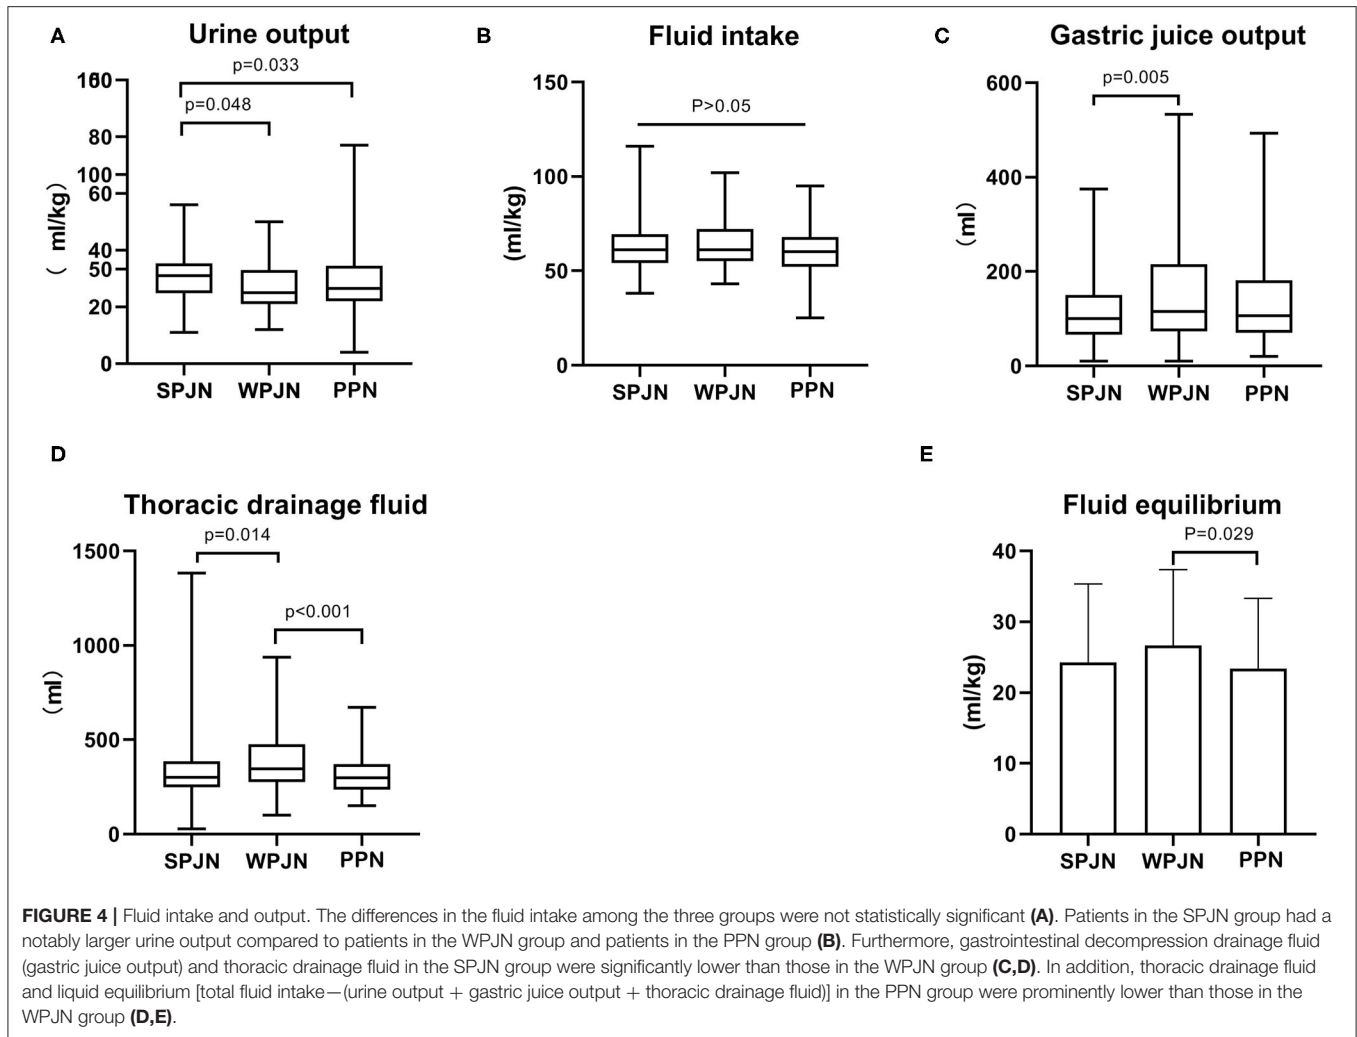 A
Urine output
p=0.033
p=0.048
80
100
60
40
50
20
0
( ml/kg)
SPJN WPJN PPN
B
Fluid intake
P>0.05
150
100
50
0
(ml/kg)
SPJN WPJN PPN
C
Gastric juice output
p=0.005
600
400
200
0
(ml)
SPJN WPJN PPN
D
Thoracic drainage fluid
p=0.014
p<0.001
1500
1000
500
0
(ml)
SPJN WPJN PPN
E
Fluid equilibrium
P=0.029
40
30
20
10
0
(ml/kg)
SPJN WPJN PPN
FIGURE 4 | Fluid intake and output. The differences in the fluid intake among the three groups were not statistically significant (A). Patients in the SPJN group had a
notably larger urine output compared to patients in the WPJN group and patients in the PPN group (B). Furthermore, gastrointestinal decompression drainage fluid
(gastric juice output) and thoracic drainage fluid in the SPJN group were significantly lower than those in the WPJN group (C,D). In addition, thoracic drainage fluid
and liquid equilibrium [total fluid intake—(urine output + gastric juice output + thoracic drainage fluid)] in the PPN group were prominently lower than those in the
WPJN group (D,E).